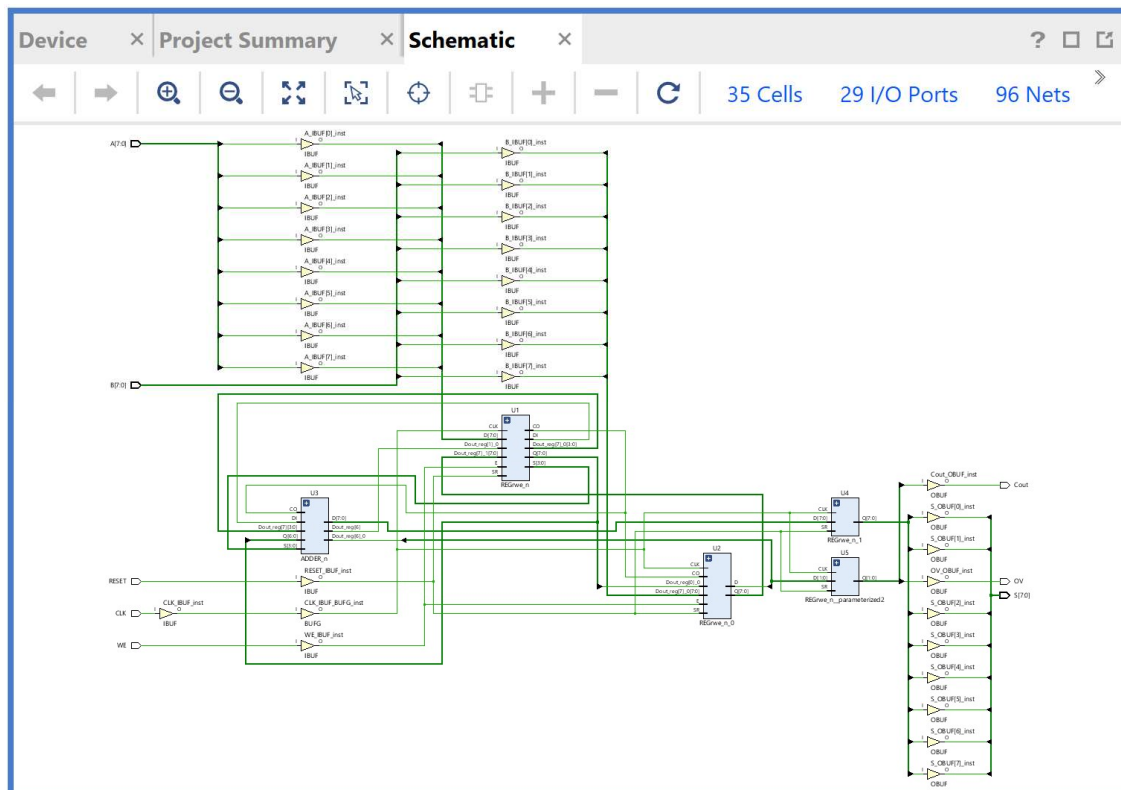 Device × Project Summary × Schematic × ?
35 Cells 29 I/O Ports 96 Nets
A[7:0]
A_IBUF[0]_inst
I O
IBUF
A_IBUF[1]_inst
I O
IBUF
A_IBUF[2]_inst
I O
IBUF
A_IBUF[3]_inst
I O
IBUF
A_IBUF[4]_inst
I O
IBUF
A_IBUF[5]_inst
I O
IBUF
A_IBUF[6]_inst
I O
IBUF
A_IBUF[7]_inst
I O
IBUF
B_IBUF[0]_inst
I O
IBUF
B_IBUF[1]_inst
I O
IBUF
B_IBUF[2]_inst
I O
IBUF
B_IBUF[3]_inst
I O
IBUF
B_IBUF[4]_inst
I O
IBUF
B_IBUF[5]_inst
I O
IBUF
B_IBUF[6]_inst
I O
IBUF
B_IBUF[7]_inst
I O
IBUF
B[7:0]
U1
CLK CO
D[7:0] DI
Dout_reg[1]_0 Dout_reg[7]_0[3:0]
Dout_reg[7]_1[7:0] Q[7:0]
E S[3:0]
SR
REGrwe_n
U3
CO D[7:0]
DI Dout_reg[6]
Dout_reg[7][3:0] Dout_reg[6]_0
Q[6:0]
S[3:0]
ADDER_n
RESET
RESET_IBUF_inst
I O
IBUF
CLK
CLK_IBUF_inst
I O
IBUF
CLK_IBUF_BUFG_inst
I O
BUFG
WE
WE_IBUF_inst
I O
IBUF
U2
CLK
CO
Dout_reg[0]_0 D
Dout_reg[7]_0[7:0] Q[7:0]
E
SR
REGrwe_n_0
U4
CLK
D[7:0] Q[7:0]
SR
REGrwe_n_1
U5
CLK
D[1:0] Q[1:0]
SR
REGrwe_n__parameterized2
Cout_OBUF_inst
I O
OBUF
Cout
S_OBUF[0]_inst
I O
OBUF
S_OBUF[1]_inst
I O
OBUF
OV_OBUF_inst
I O
OBUF
OV
S[7:0]
S_OBUF[2]_inst
I O
OBUF
S_OBUF[3]_inst
I O
OBUF
S_OBUF[4]_inst
I O
OBUF
S_OBUF[5]_inst
I O
OBUF
S_OBUF[6]_inst
I O
OBUF
S_OBUF[7]_inst
I O
OBUF